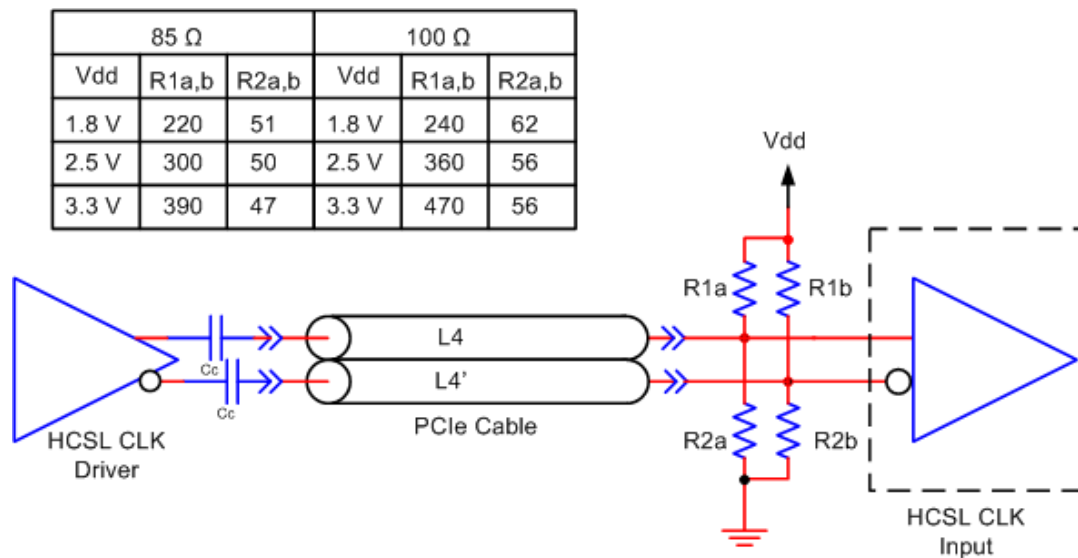 85 Ω 100 Ω
Vdd R1a,b R2a,b Vdd R1a,b R2a,b
1.8 V 220 51 1.8 V 240 62
2.5 V 300 50 2.5 V 360 56
3.3 V 390 47 3.3 V 470 56
Vdd
R1a R1b
L4
Cc
L4'
Cc
PCIe Cable
R2a R2b
HCSL CLK
Driver
HCSL CLK
Input